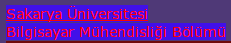 Sakarya Üniversitesi
Bilgisayar Mühendisliği Bölümü